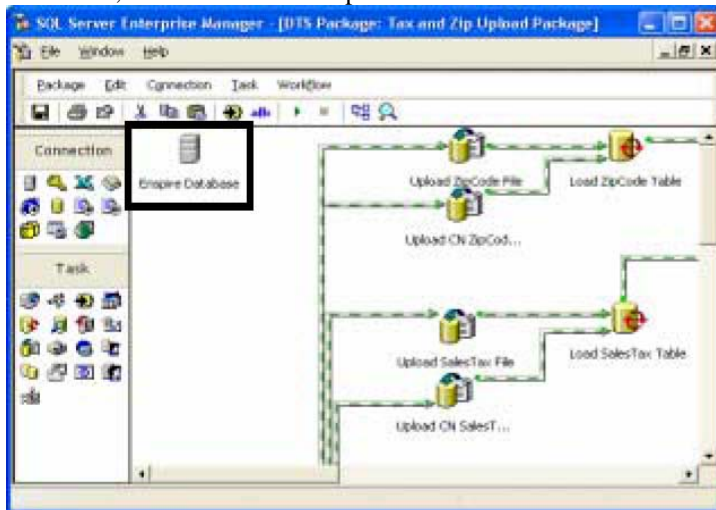 SQL Server Enterprise Manager - [DTS Package: Tax and Zip Upload Package]
File Window Help
Package Edit Connection Task Workflow
Connection
Enspire Database
Upload ZipCode File
Load ZipCode Table
Upload CN ZipCod...
Task
Upload SalesTax File
Load SalesTax Table
Upload CN SalesT...